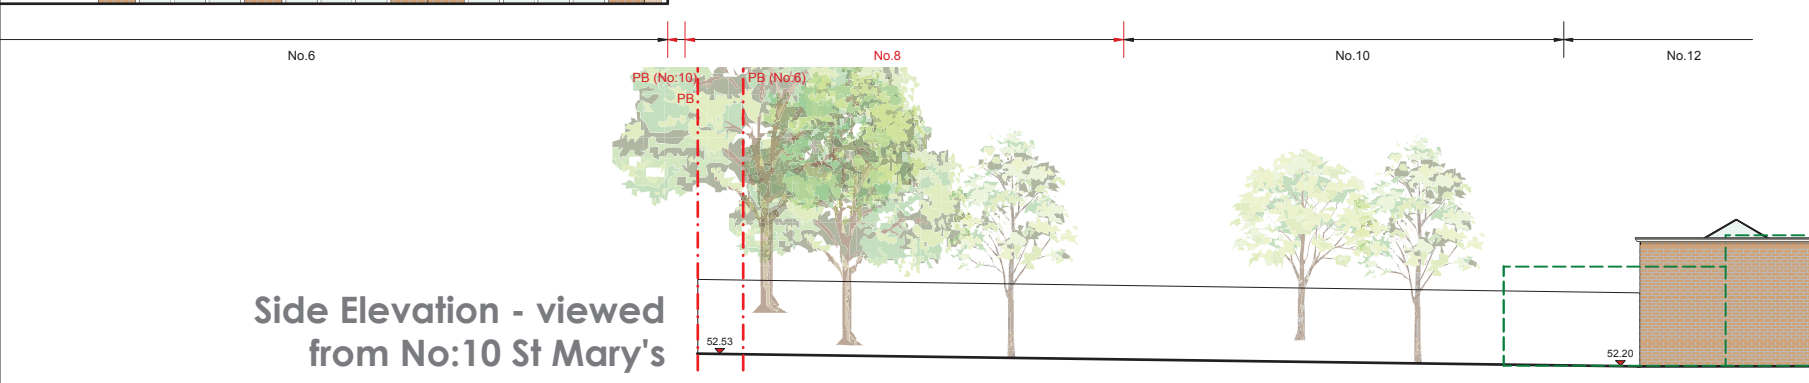 No.6
No.8
No.10
No.12
PB (No:10)
PB (No:6)
PB
Side Elevation - viewed
from No:10 St Mary's
52.53
52.20